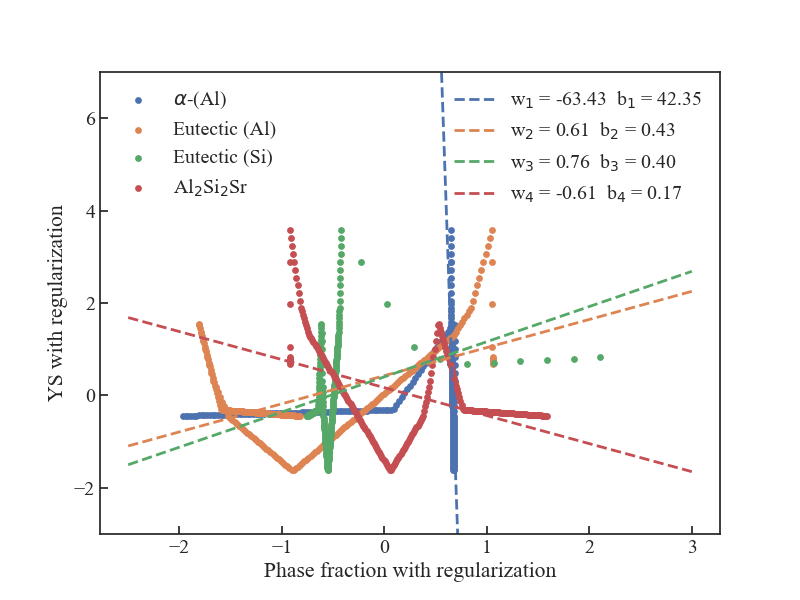 α-(Al)
Eutectic (Al)
Eutectic (Si)
Al₂Si₂Sr
w₁ = -63.43 b₁ = 42.35
w₂ = 0.61 b₂ = 0.43
w₃ = 0.76 b₃ = 0.40
w₄ = -0.61 b₄ = 0.17
YS with regularization
6
4
2
0
−2
−2 −1 0 1 2 3
Phase fraction with regularization